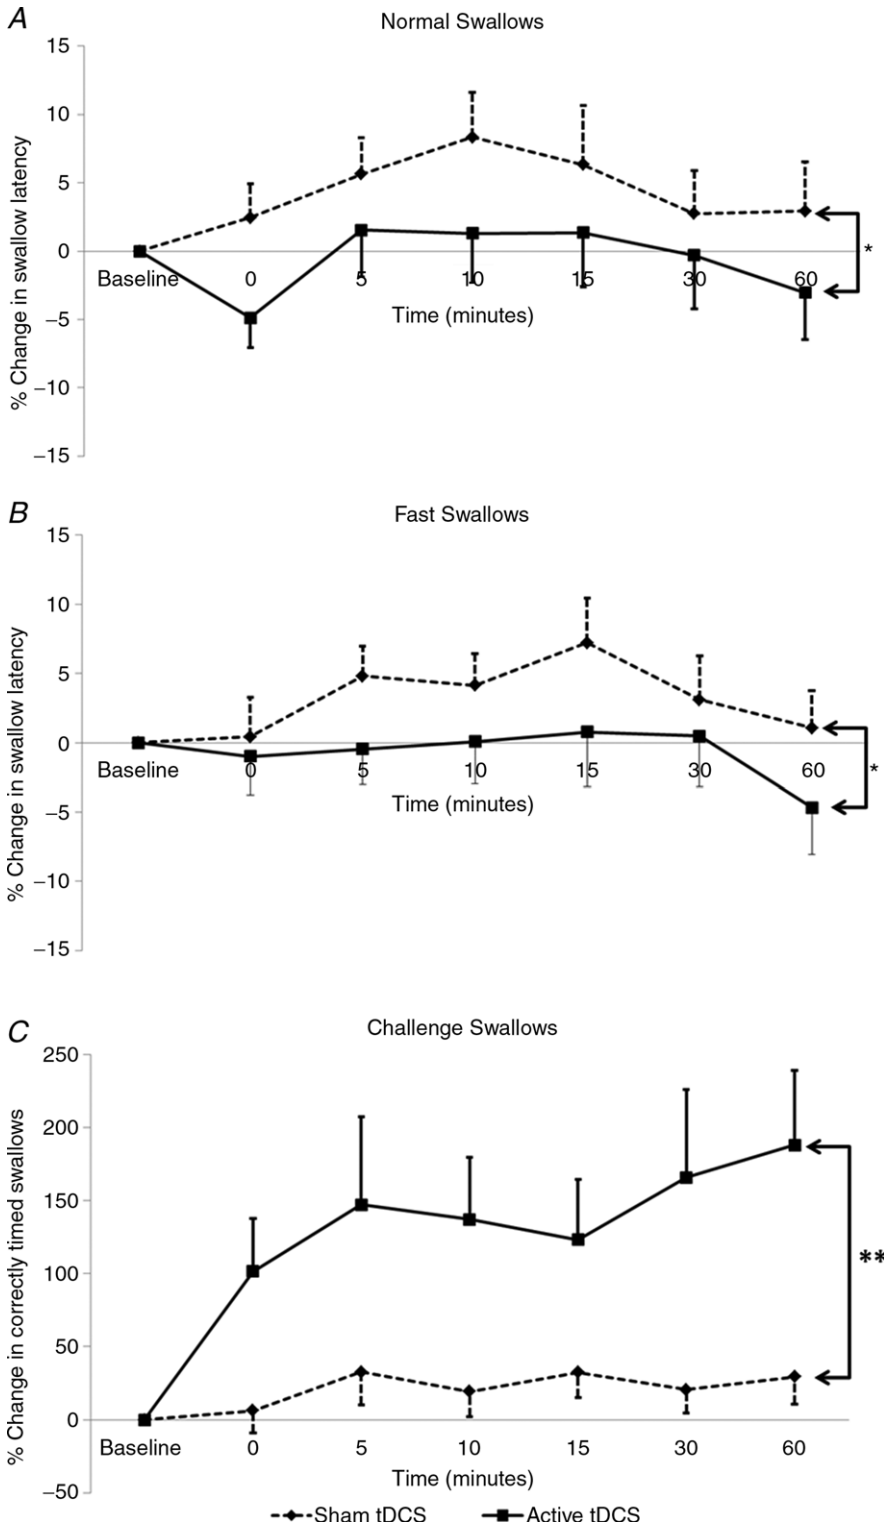 A
Normal Swallows
15
10
5
0
−5
−10
−15
% Change in swallow latency
Baseline 0 5 10 15 30 60
Time (minutes)
*
B
Fast Swallows
15
10
5
0
−5
−10
−15
% Change in swallow latency
Baseline 0 5 10 15 30 60
Time (minutes)
*
C
Challenge Swallows
250
200
150
100
50
0
−50
% Change in correctly timed swallows
Baseline 0 5 10 15 30 60
Time (minutes)
**
Sham tDCS Active tDCS